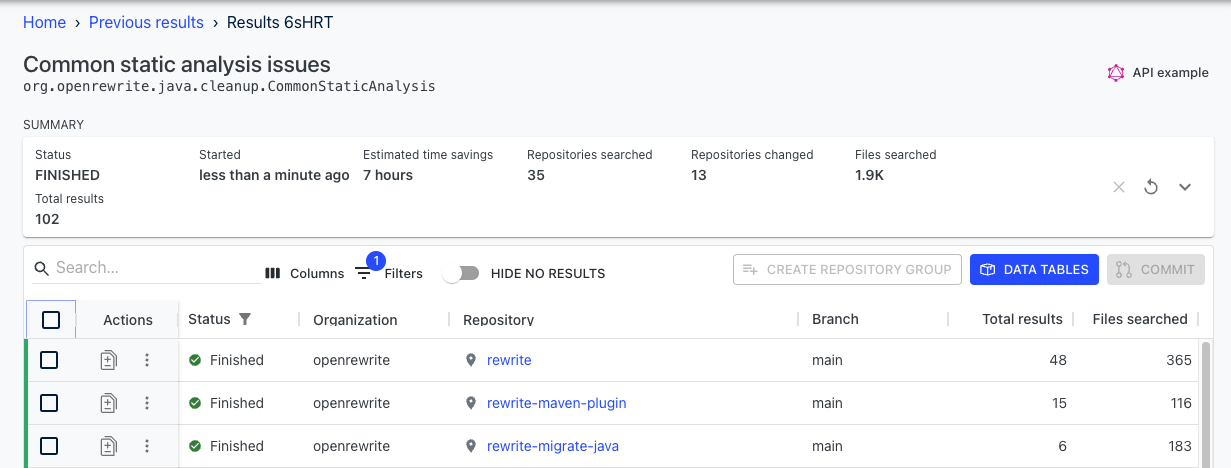 Home › Previous results › Results 6sHRT
Common static analysis issues
org.openrewrite.java.cleanup.CommonStaticAnalysis
API example
SUMMARY
Status Started Estimated time savings Repositories searched Repositories changed Files searched
FINISHED less than a minute ago 7 hours 35 13 1.9K
Total results
102
Search... Columns 1 Filters HIDE NO RESULTS CREATE REPOSITORY GROUP DATA TABLES COMMIT
Actions Status Organization Repository Branch Total results Files searched
Finished openrewrite rewrite main 48 365
Finished openrewrite rewrite-maven-plugin main 15 116
Finished openrewrite rewrite-migrate-java main 6 183